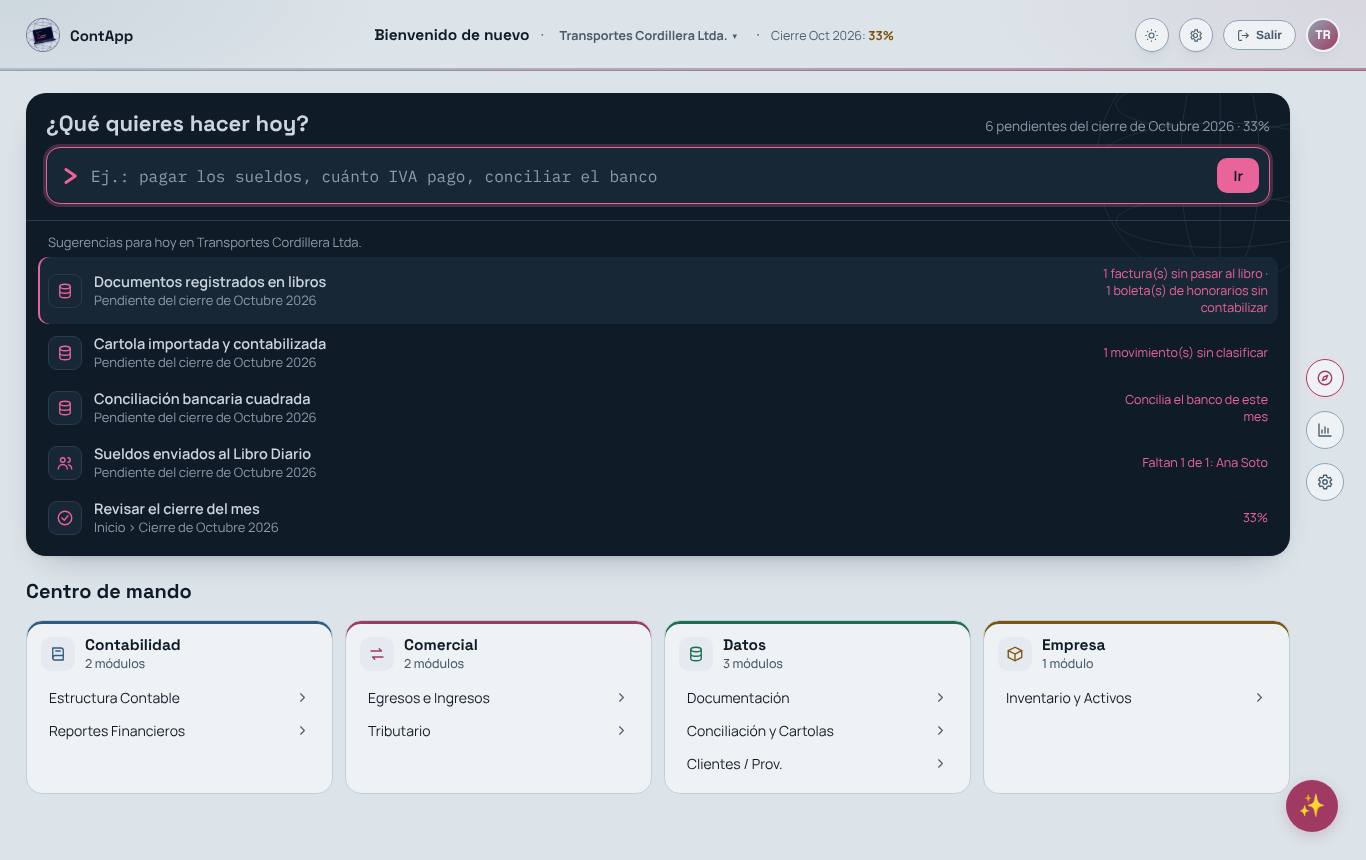 ContApp
Bienvenido de nuevo · Transportes Cordillera Ltda. ▾ · Cierre Oct 2026: 33%
Salir
TR
¿Qué quieres hacer hoy?
6 pendientes del cierre de Octubre 2026 · 33%
Ej.: pagar los sueldos, cuánto IVA pago, conciliar el banco
Ir
Sugerencias para hoy en Transportes Cordillera Ltda.
Documentos registrados en libros
Pendiente del cierre de Octubre 2026
1 factura(s) sin pasar al libro ·
1 boleta(s) de honorarios sin
contabilizar
Cartola importada y contabilizada
Pendiente del cierre de Octubre 2026
1 movimiento(s) sin clasificar
Conciliación bancaria cuadrada
Pendiente del cierre de Octubre 2026
Concilia el banco de este
mes
Sueldos enviados al Libro Diario
Pendiente del cierre de Octubre 2026
Faltan 1 de 1: Ana Soto
Revisar el cierre del mes
Inicio › Cierre de Octubre 2026
33%
Centro de mando
Contabilidad
2 módulos
Estructura Contable
Reportes Financieros
Comercial
2 módulos
Egresos e Ingresos
Tributario
Datos
3 módulos
Documentación
Conciliación y Cartolas
Clientes / Prov.
Empresa
1 módulo
Inventario y Activos